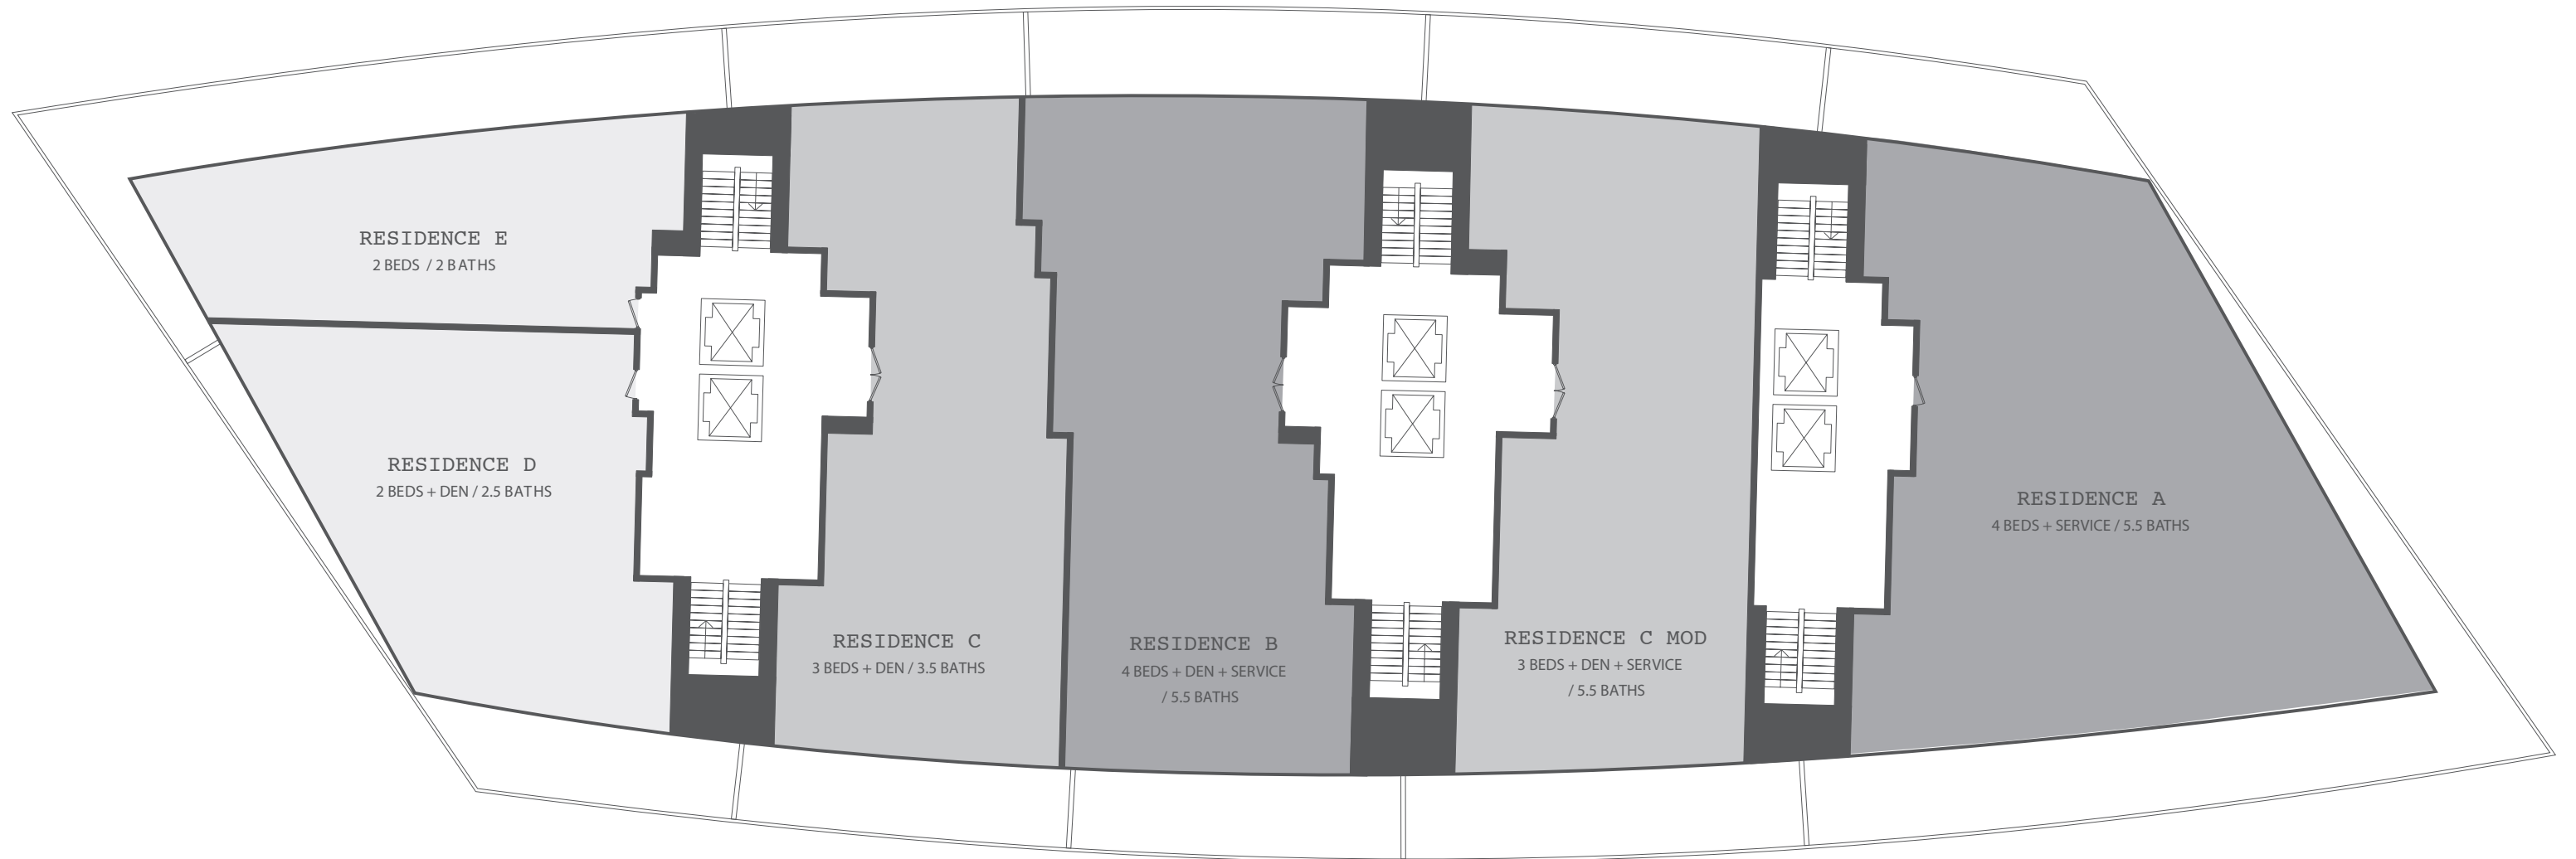 RESIDENCE E
2 BEDS / 2 BATHS
RESIDENCE D
2 BEDS + DEN / 2.5 BATHS
RESIDENCE C
3 BEDS + DEN / 3.5 BATHS
RESIDENCE B
4 BEDS + DEN + SERVICE
/ 5.5 BATHS
RESIDENCE C MOD
3 BEDS + DEN + SERVICE
/ 5.5 BATHS
RESIDENCE A
4 BEDS + SERVICE / 5.5 BATHS